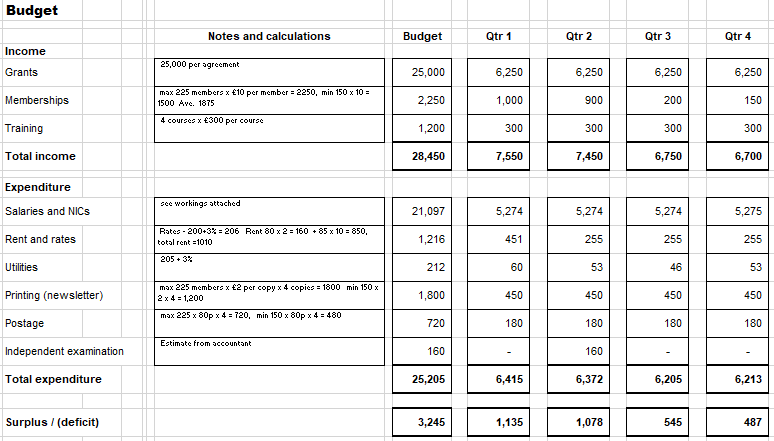 Budget
Notes and calculations Budget Qtr 1 Qtr 2 Qtr 3 Qtr 4
Income
Grants 25,000 per agreement 25,000 6,250 6,250 6,250 6,250
Memberships max 225 members x £10 per member = 2250, min 150 x 10 = 2,250 1,000 900 200 150
1500 Ave. 1875
Training 4 courses x £300 per course 1,200 300 300 300 300
Total income 28,450 7,550 7,450 6,750 6,700
Expenditure
Salaries and NICs see workings attached 21,097 5,274 5,274 5,274 5,275
Rent and rates Rates - 200+3% = 206 Rent 80 x 2 = 160 + 85 x 10 = 850, 1,216 451 255 255 255
total rent =1010
Utilities 205 + 3% 212 60 53 46 53
Printing (newsletter) max 225 members x £2 per copy x 4 copies = 1800 min 150 x 1,800 450 450 450 450
2 x 4 = 1,200
Postage max 225 x 80p x 4 = 720, min 150 x 80p x 4 = 480 720 180 180 180 180
Independent examination Estimate from accountant 160 - 160 - -
Total expenditure 25,205 6,415 6,372 6,205 6,213
Surplus / (deficit) 3,245 1,135 1,078 545 487